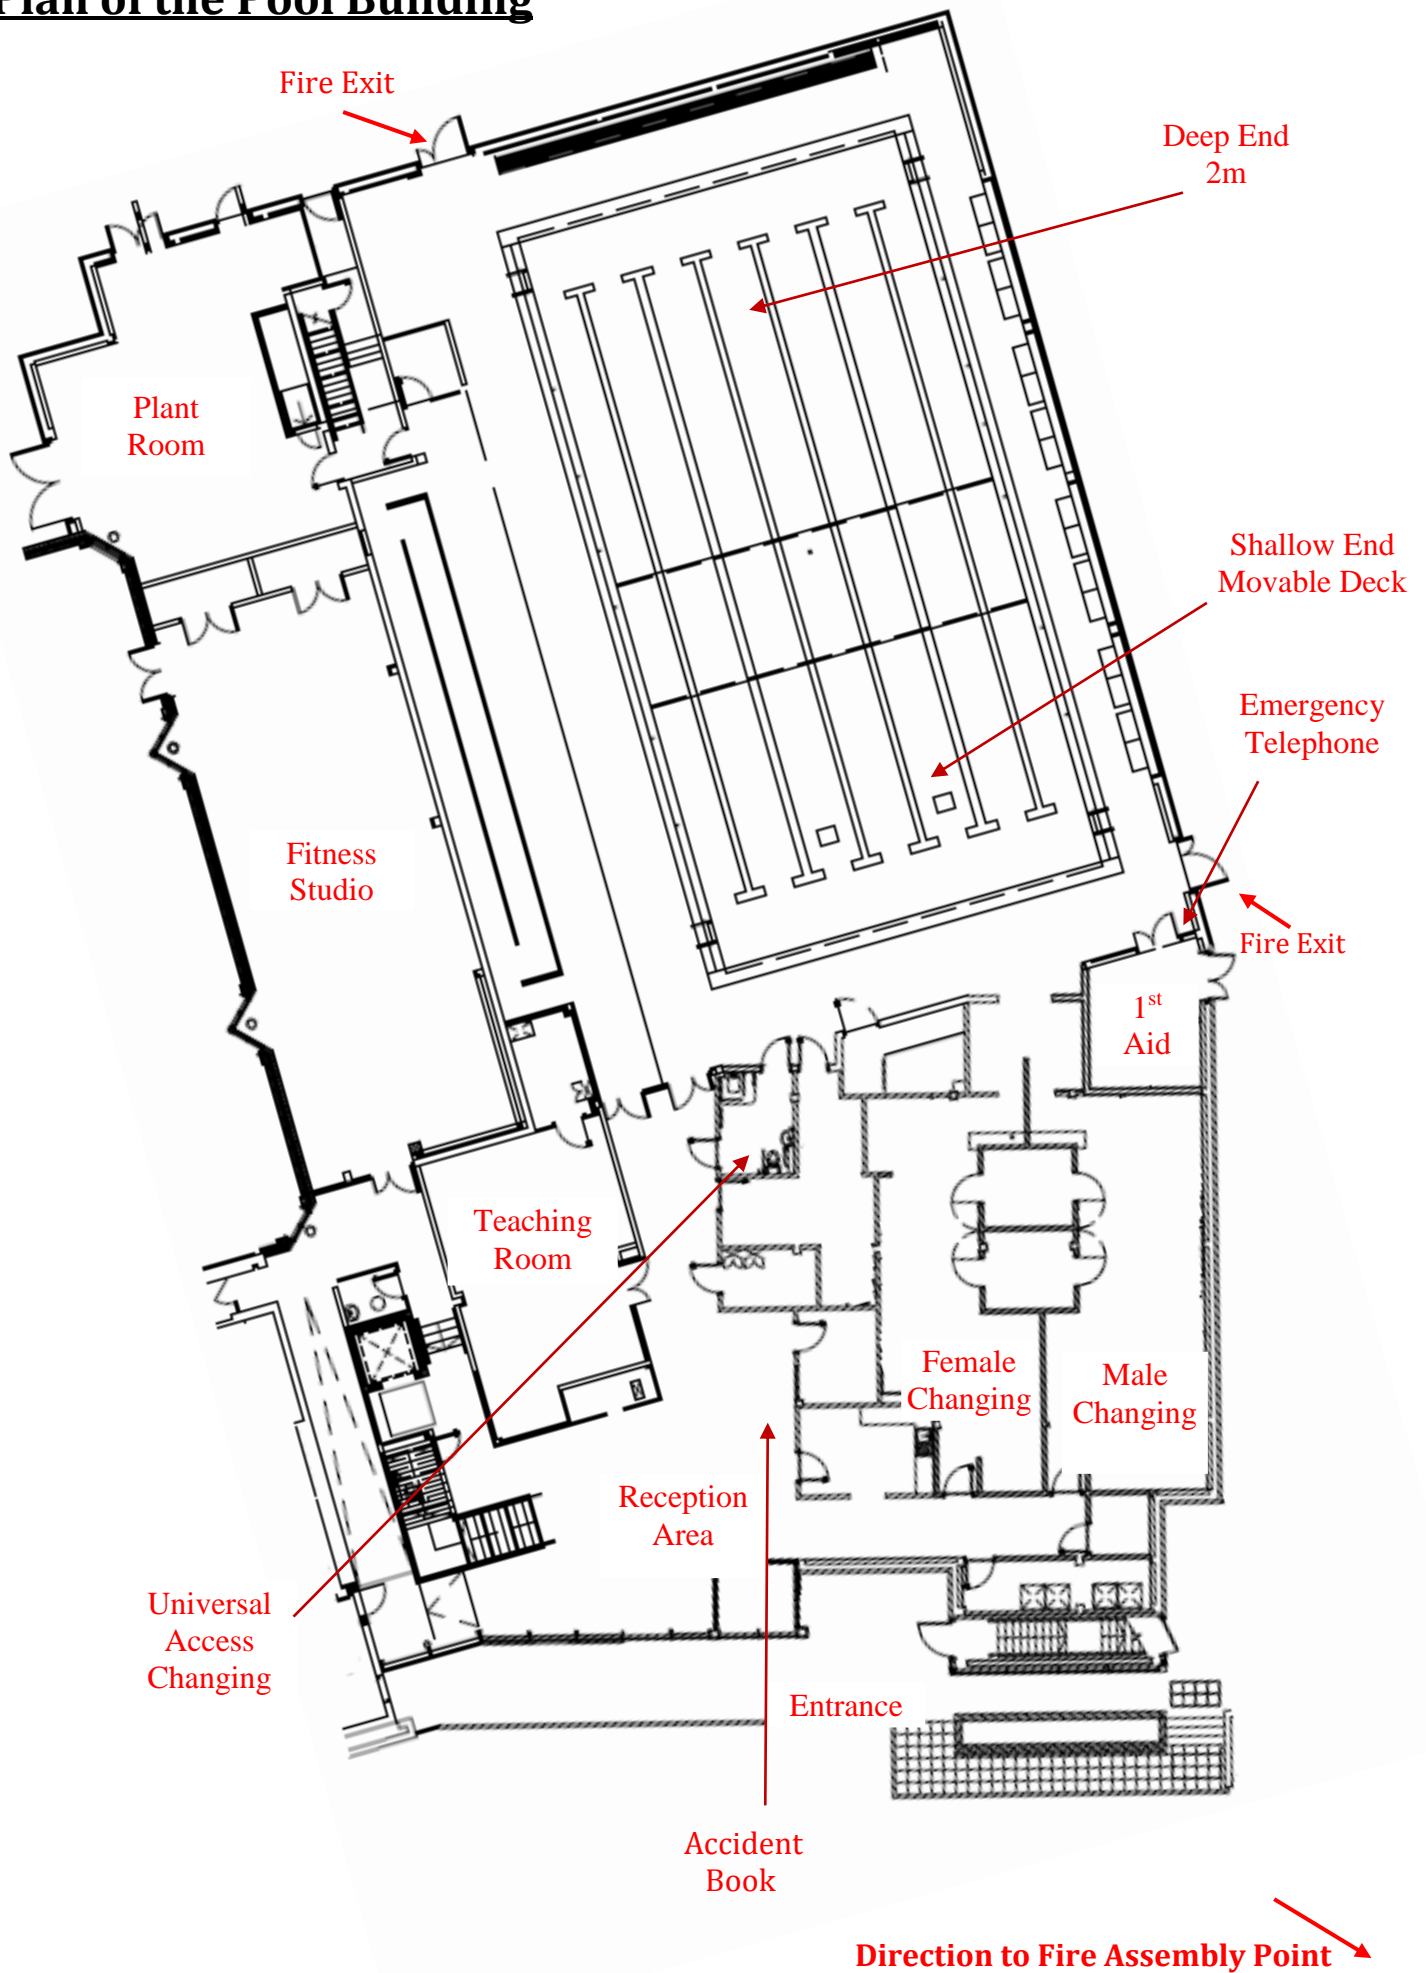 Plan of the Pool Building
Fire Exit
Deep End
2m
Plant
Room
Shallow End
Movable Deck
Emergency
Telephone
Fitness
Studio
Fire Exit
1st
Aid
Teaching
Room
Female
Changing
Male
Changing
Reception
Area
Universal
Access
Changing
Entrance
Accident
Book
Direction to Fire Assembly Point